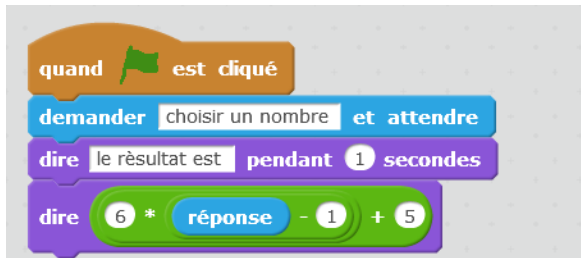 quand est cliqué
demander choisir un nombre et attendre
dire le rèsultat est pendant 1 secondes
dire 6 * réponse - 1 + 5